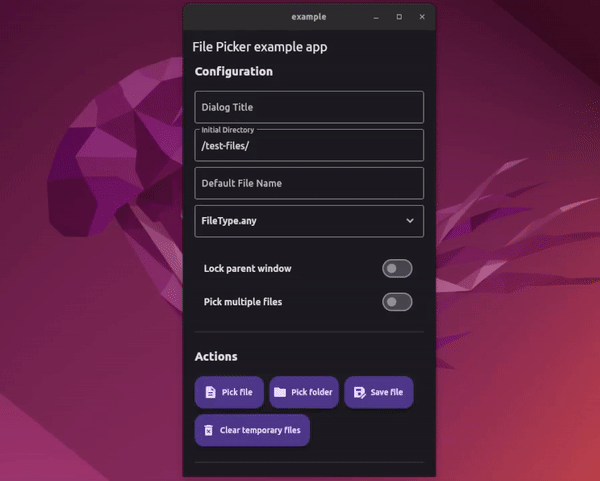 example
File Picker example app
Configuration
Dialog Title
Initial Directory
/test-files/
Default File Name
FileType.any
Lock parent window
Pick multiple files
Actions
Pick file
Pick folder
Save file
Clear temporary files